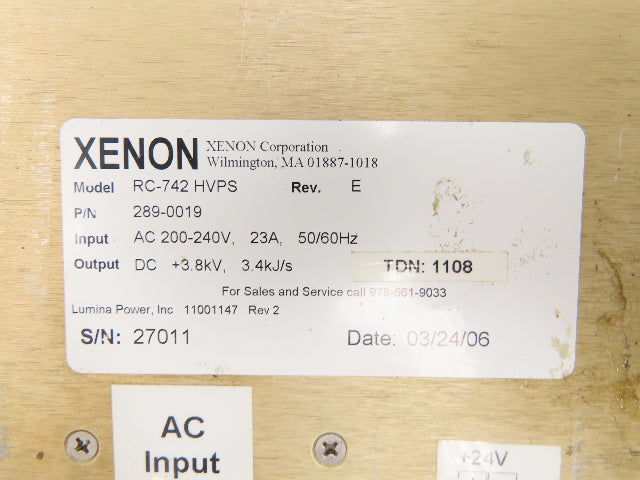 XENON XENON Corporation
Wilmington, MA 01887-1018
Model RC-742 HVPS Rev. E
P/N 289-0019
Input AC 200-240V, 23A, 50/60Hz
Output DC +3.8kV, 3.4kJ/s TDN: 1108
For Sales and Service call 978-661-9033
Lumina Power, Inc 11001147 Rev 2
S/N: 27011 Date: 03/24/06
AC
Input
+24V